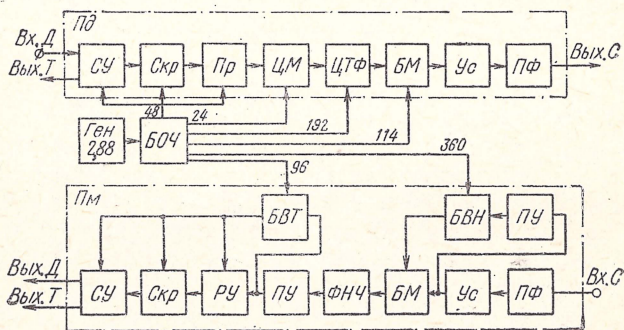 Пд
Вх.Д
Вых.Т
СУ
Скр
Пр
ЦМ
ЦТФ
БМ
Ус
ПФ
Вых.С
48
24
192
114
360
96
Ген
2,88
БОЧ
Пм
БВТ
БВН
ПУ
Вых.Д
Вых.Т
СУ
Скр
РУ
ПУ
ФНЧ
БМ
Ус
ПФ
Вх.С